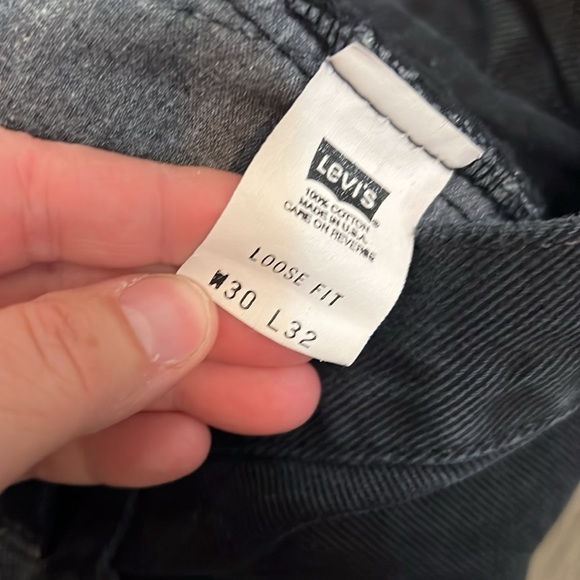 LEVI'S®
100% COTTON
MADE IN U.S.A.
CARE ON REVERSE
LOOSE FIT
W30 L32